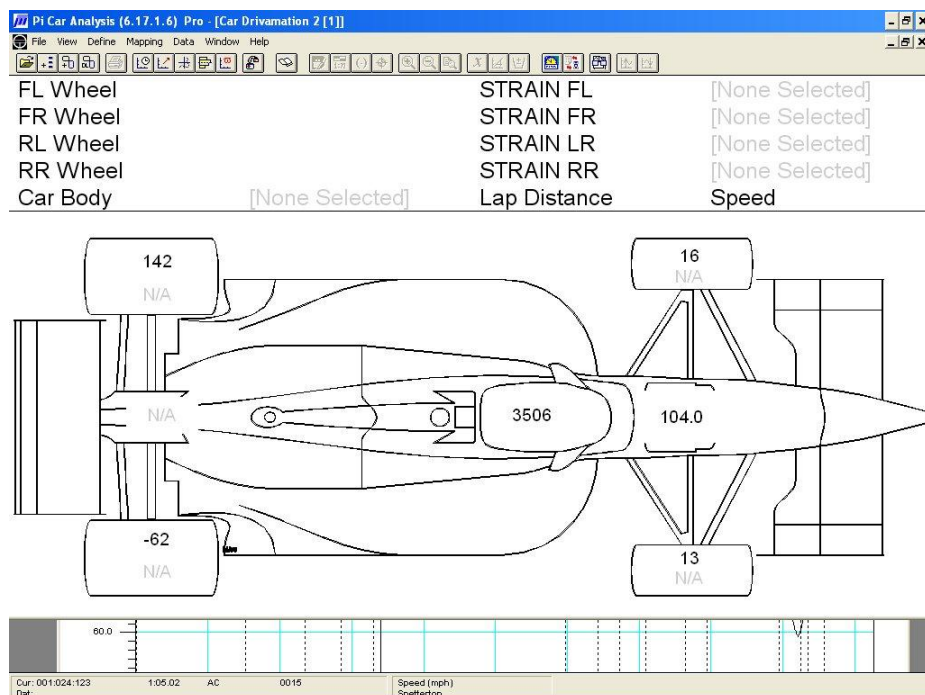 Pi Car Analysis (6.17.1.6) Pro - [Car Drivamation 2 [1]]
File View Define Mapping Data Window Help
FL Wheel STRAIN FL [None Selected]
FR Wheel STRAIN FR [None Selected]
RL Wheel STRAIN LR [None Selected]
RR Wheel STRAIN RR [None Selected]
Car Body [None Selected] Lap Distance Speed
142 16
N/A N/A
N/A 3506 104.0
-62 13
N/A N/A
60.0
Cur: 001:024:123 1:05.02 AC 0015 Speed (mph)
Dat: Snetterton